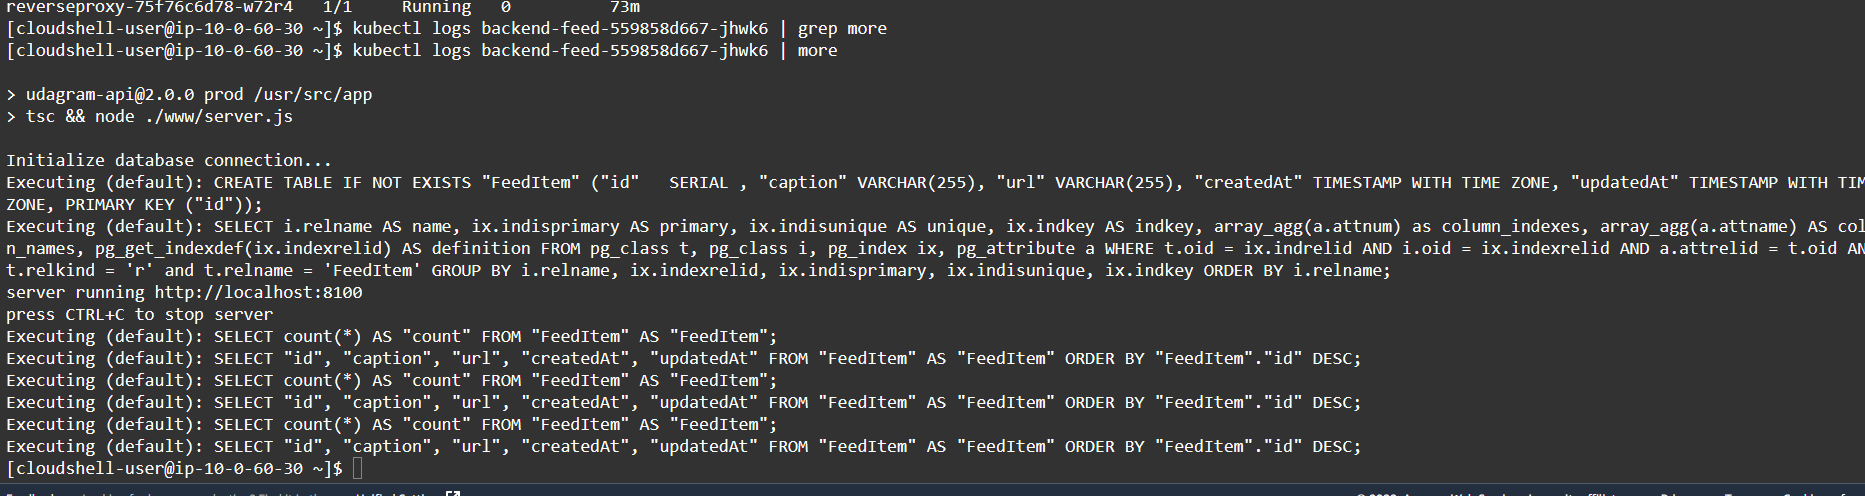 reverseproxy-75f76c6d78-w72r4   1/1     Running   0          73m
[cloudshell-user@ip-10-0-60-30 ~]$ kubectl logs backend-feed-559858d667-jhwk6 | grep more
[cloudshell-user@ip-10-0-60-30 ~]$ kubectl logs backend-feed-559858d667-jhwk6 | more
> udagram-api@2.0.0 prod /usr/src/app
> tsc && node ./www/server.js
Initialize database connection...
Executing (default): CREATE TABLE IF NOT EXISTS "FeedItem" ("id"   SERIAL , "caption" VARCHAR(255), "url" VARCHAR(255), "createdAt" TIMESTAMP WITH TIME ZONE, "updatedAt" TIMESTAMP WITH TIM
ZONE, PRIMARY KEY ("id"));
Executing (default): SELECT i.relname AS name, ix.indisprimary AS primary, ix.indisunique AS unique, ix.indkey AS indkey, array_agg(a.attnum) as column_indexes, array_agg(a.attname) AS col
n_names, pg_get_indexdef(ix.indexrelid) AS definition FROM pg_class t, pg_class i, pg_index ix, pg_attribute a WHERE t.oid = ix.indrelid AND i.oid = ix.indexrelid AND a.attrelid = t.oid AN
t.relkind = 'r' and t.relname = 'FeedItem' GROUP BY i.relname, ix.indexrelid, ix.indisprimary, ix.indisunique, ix.indkey ORDER BY i.relname;
server running http://localhost:8100
press CTRL+C to stop server
Executing (default): SELECT count(*) AS "count" FROM "FeedItem" AS "FeedItem";
Executing (default): SELECT "id", "caption", "url", "createdAt", "updatedAt" FROM "FeedItem" AS "FeedItem" ORDER BY "FeedItem"."id" DESC;
Executing (default): SELECT count(*) AS "count" FROM "FeedItem" AS "FeedItem";
Executing (default): SELECT "id", "caption", "url", "createdAt", "updatedAt" FROM "FeedItem" AS "FeedItem" ORDER BY "FeedItem"."id" DESC;
Executing (default): SELECT count(*) AS "count" FROM "FeedItem" AS "FeedItem";
Executing (default): SELECT "id", "caption", "url", "createdAt", "updatedAt" FROM "FeedItem" AS "FeedItem" ORDER BY "FeedItem"."id" DESC;
[cloudshell-user@ip-10-0-60-30 ~]$